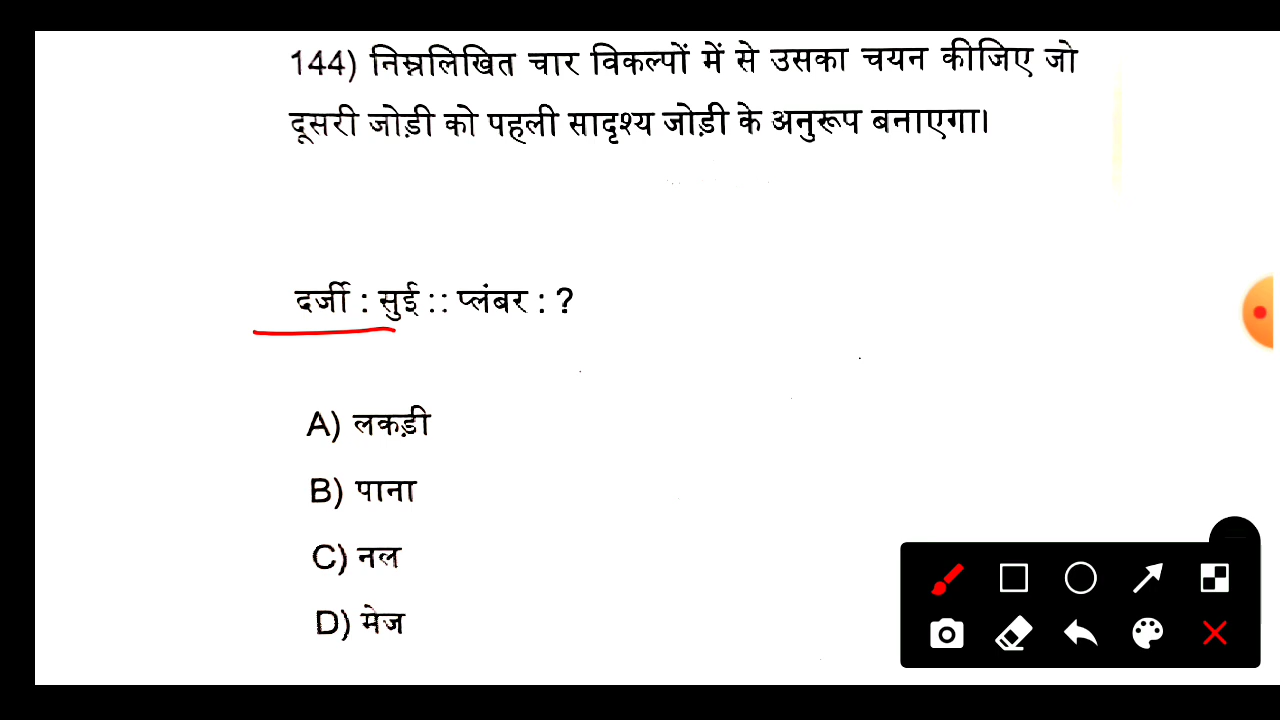 144) निम्नलिखित चार विकल्पों में से उसका चयन कीजिए जो
दूसरी जोड़ी को पहली सादृश्य जोड़ी के अनुरूप बनाएगा।
दर्जी : सुई :: प्लंबर : ?
A) लकड़ी
B) पाना
C) नल
D) मेज